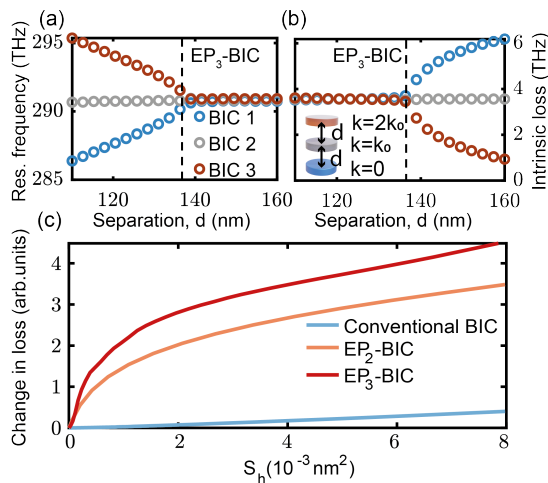 (a)
(b)
Res. frequency (THz)
295
290
285
EP₃-BIC
BIC 1
BIC 2
BIC 3
120 140 160
Separation, d (nm)
EP₃-BIC
k=2k₀
d
k=k₀
d
k=0
6
4
2
0
Intrinsic loss (THz)
120 140 160
Separation, d (nm)
(c)
Change in loss (arb.units)
4
3
2
1
0
Conventional BIC
EP₂-BIC
EP₃-BIC
0 2 4 6 8
Sₕ(10⁻³nm²)